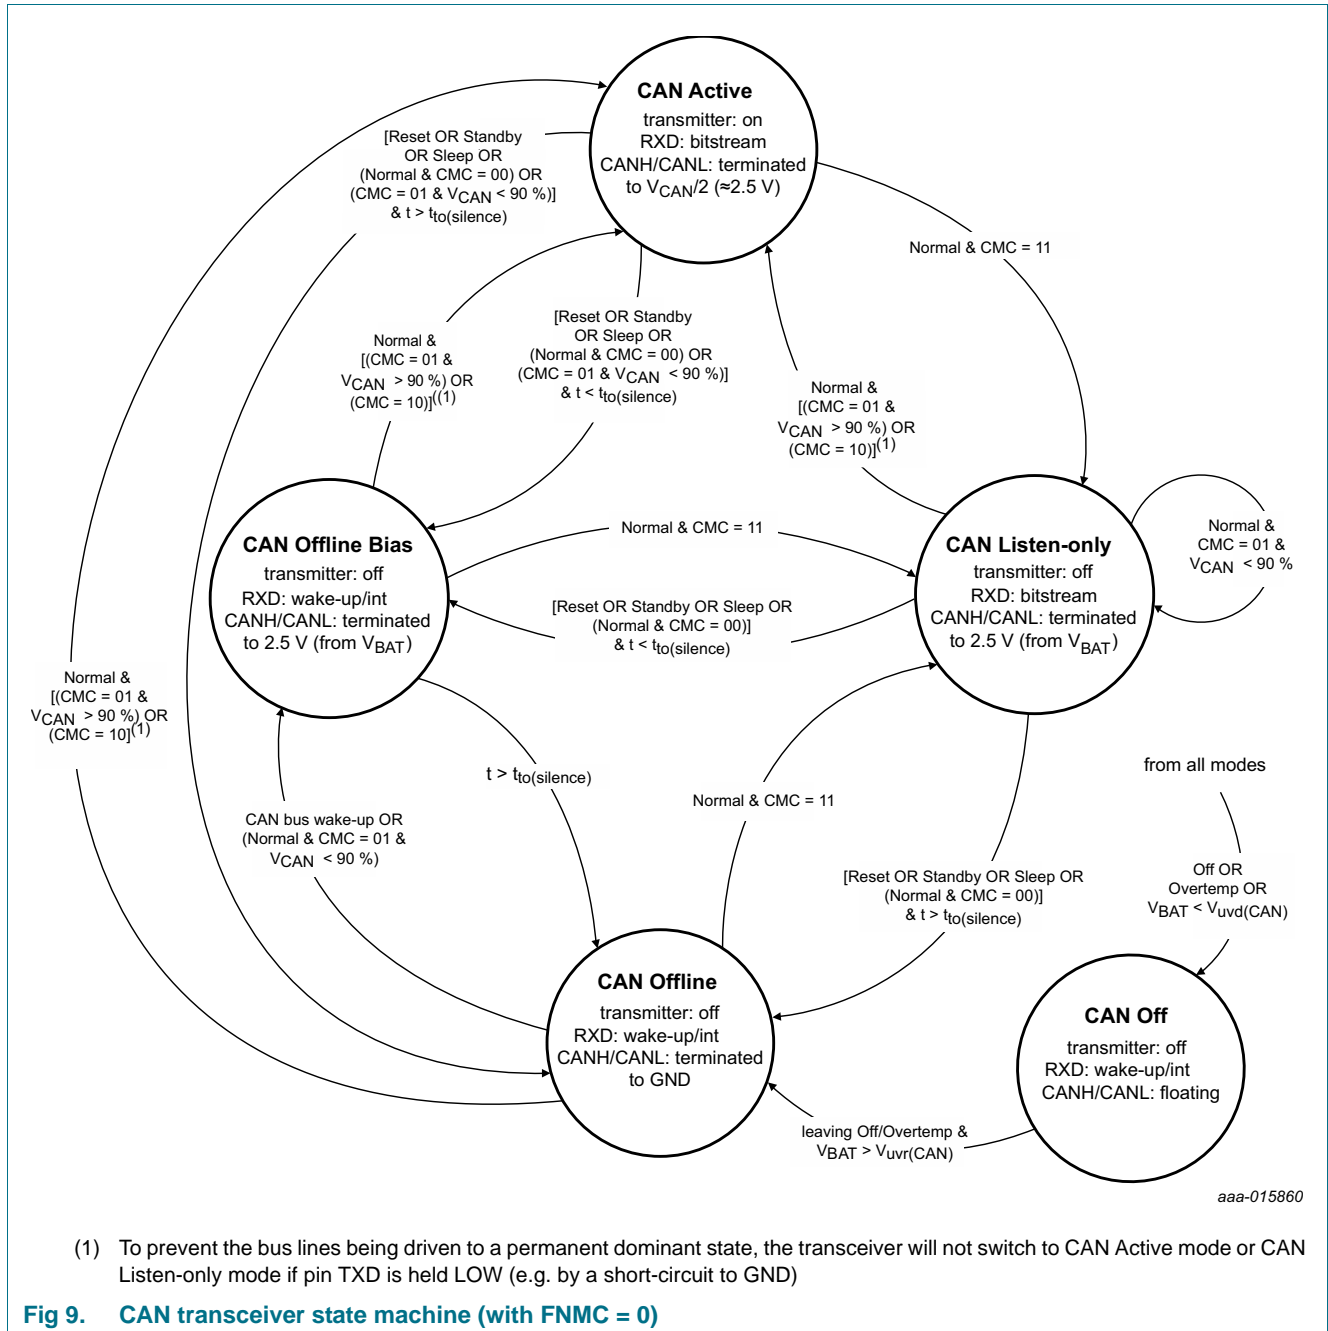 CAN Active
transmitter: on
RXD: bitstream
CANH/CANL: terminated
to VCAN/2 (≈2.5 V)
[Reset OR Standby
OR Sleep OR
(Normal & CMC = 00) OR
(CMC = 01 & VCAN < 90 %)]
& t > tto(silence)
Normal & CMC = 11
Normal &
[(CMC = 01 &
VCAN > 90 %) OR
(CMC = 10)]((1)
[Reset OR Standby
OR Sleep OR
(Normal & CMC = 00) OR
(CMC = 01 & VCAN < 90 %)]
& t < tto(silence)
Normal &
[(CMC = 01 &
VCAN > 90 %) OR
(CMC = 10)](1)
CAN Offline Bias
transmitter: off
RXD: wake-up/int
CANH/CANL: terminated
to 2.5 V (from VBAT)
Normal & CMC = 11
[Reset OR Standby OR Sleep OR
(Normal & CMC = 00)]
& t < tto(silence)
CAN Listen-only
transmitter: off
RXD: bitstream
CANH/CANL: terminated
to 2.5 V (from VBAT)
Normal &
CMC = 01 &
VCAN < 90 %
Normal &
[(CMC = 01 &
VCAN > 90 %) OR
(CMC = 10](1)
t > tto(silence)
CAN bus wake-up OR
(Normal & CMC = 01 &
VCAN < 90 %)
Normal & CMC = 11
[Reset OR Standby OR Sleep OR
(Normal & CMC = 00)]
& t > tto(silence)
from all modes
Off OR
Overtemp OR
VBAT < Vuvd(CAN)
CAN Offline
transmitter: off
RXD: wake-up/int
CANH/CANL: terminated
to GND
CAN Off
transmitter: off
RXD: wake-up/int
CANH/CANL: floating
leaving Off/Overtemp &
VBAT > Vuvr(CAN)
aaa-015860
(1) To prevent the bus lines being driven to a permanent dominant state, the transceiver will not switch to CAN Active mode or CAN
Listen-only mode if pin TXD is held LOW (e.g. by a short-circuit to GND)
Fig 9. CAN transceiver state machine (with FNMC = 0)